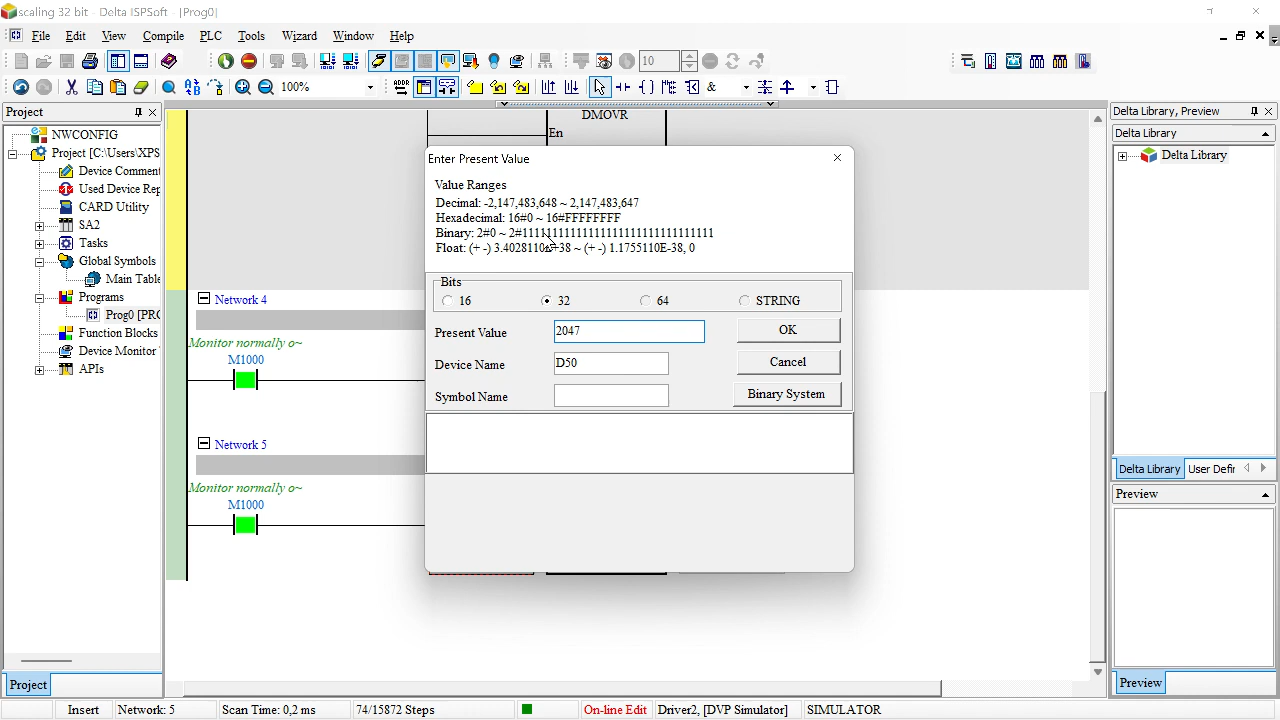 scaling 32 bit - Delta ISPSoft - [Prog0]
File Edit View Compile PLC Tools Wizard Window Help
10
100%
ADDR
&
Project
NWCONFIG
Project [C:\Users\XPS
Device Comment
Used Device Rep
CARD Utility
SA2
Tasks
Global Symbols
Main Table
Programs
Prog0 [PRG
Function Blocks
Device Monitor
APIs
Project
DMOVR
En
Network 4
Monitor normally o~
M1000
Network 5
Monitor normally o~
M1000
Enter Present Value
Value Ranges
Decimal: -2,147,483,648 ~ 2,147,483,647
Hexadecimal: 16#0 ~ 16#FFFFFFFF
Binary: 2#0 ~ 2#11111111111111111111111111111111
Float: (+ -) 3.4028110E+38 ~ (+ -) 1.1755110E-38, 0
Bits
16 32 64 STRING
Present Value 2047 OK
Device Name D50 Cancel
Symbol Name Binary System
Delta Library, Preview
Delta Library
Delta Library
Delta Library User Defin
Preview
Preview
Insert Network: 5 Scan Time: 0,2 ms 74/15872 Steps On-line Edit Driver2, [DVP Simulator] SIMULATOR